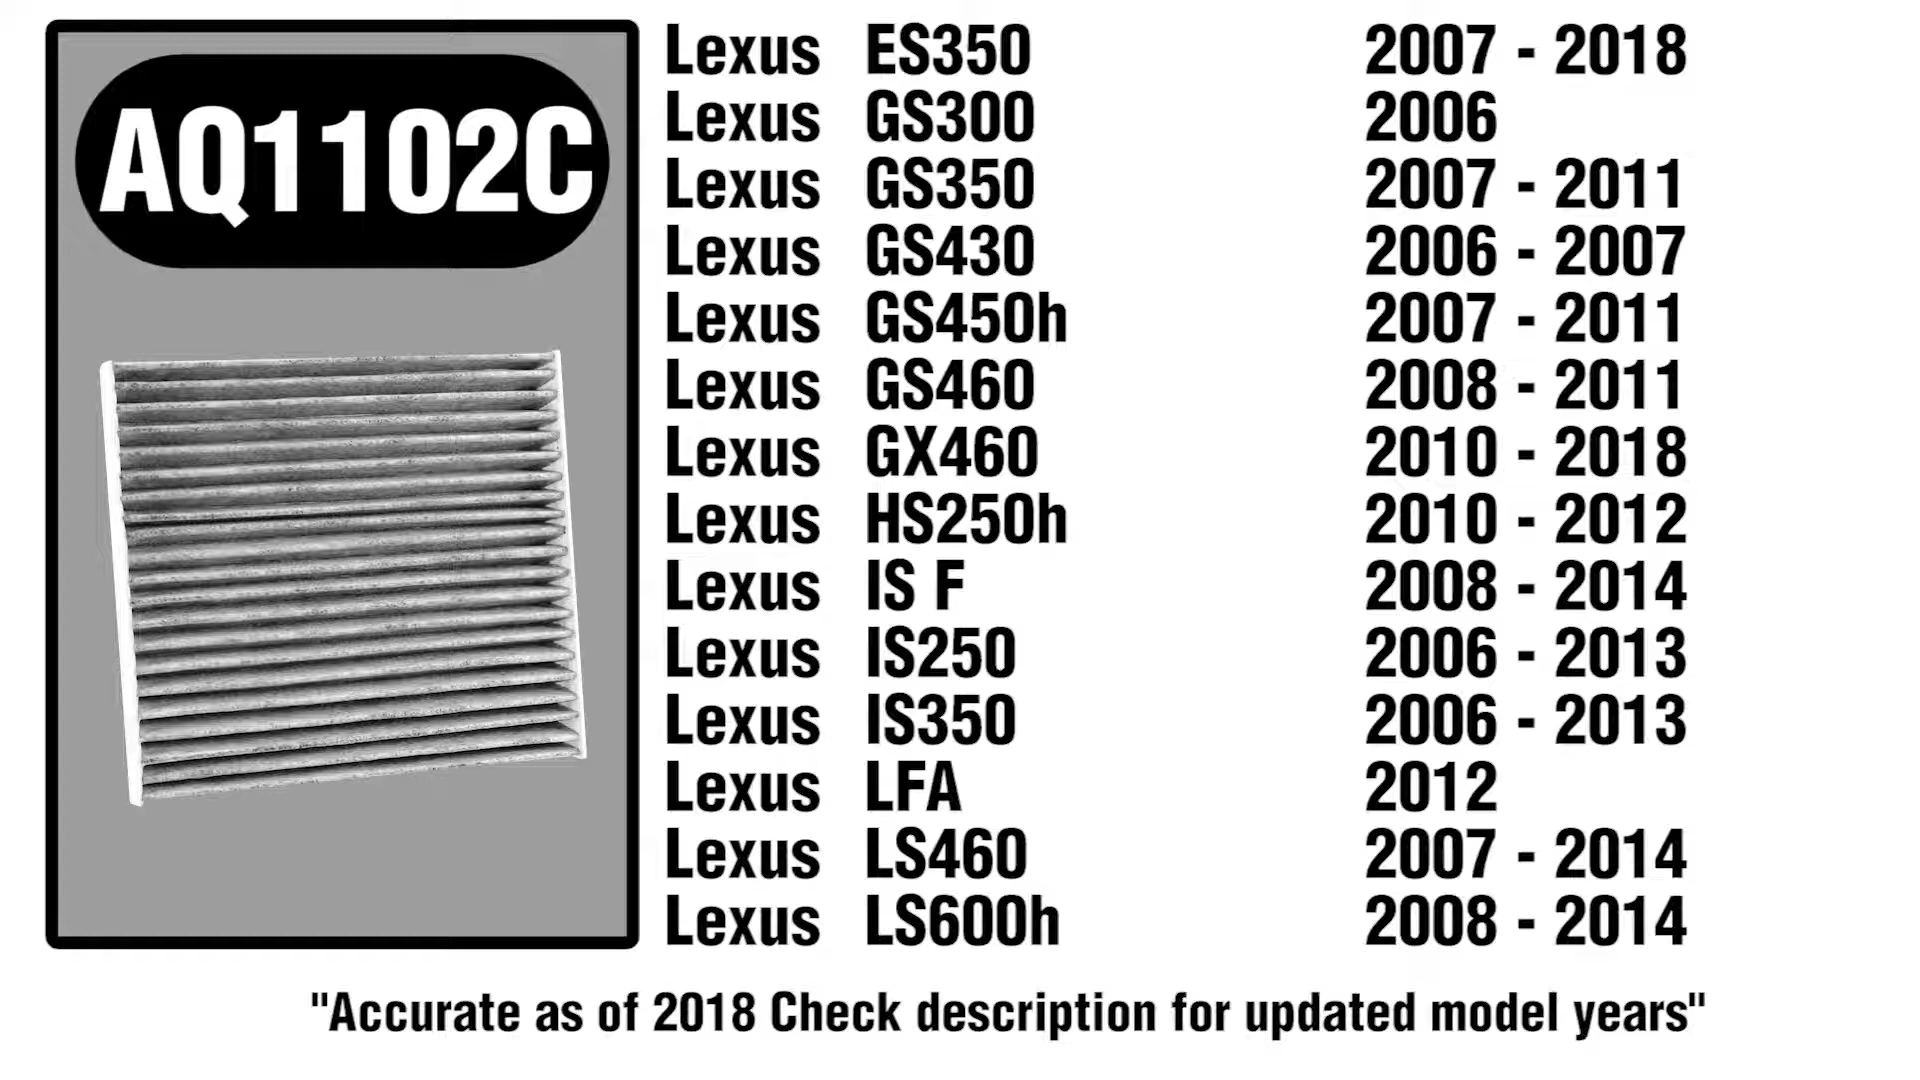 AQ1102C
Lexus ES350 2007 - 2018
Lexus GS300 2006
Lexus GS350 2007 - 2011
Lexus GS430 2006 - 2007
Lexus GS450h 2007 - 2011
Lexus GS460 2008 - 2011
Lexus GX460 2010 - 2018
Lexus HS250h 2010 - 2012
Lexus IS F 2008 - 2014
Lexus IS250 2006 - 2013
Lexus IS350 2006 - 2013
Lexus LFA 2012
Lexus LS460 2007 - 2014
Lexus LS600h 2008 - 2014
"Accurate as of 2018 Check description for updated model years"